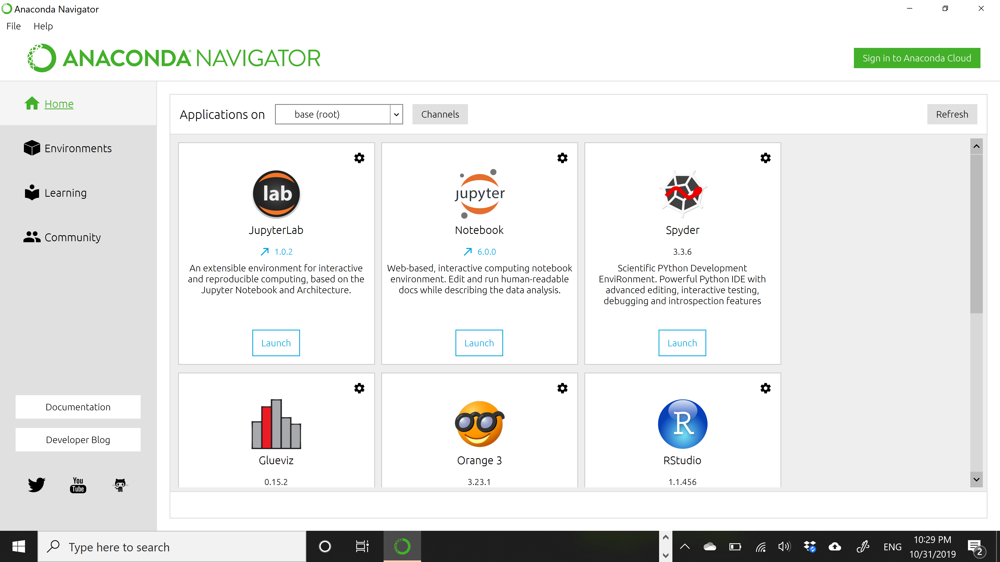 Anaconda Navigator
File Help
ANACONDA® NAVIGATOR
Sign in to Anaconda Cloud
Home
Environments
Learning
Community
Documentation
Developer Blog
You
Tube
Applications on base (root) Channels Refresh
lab
JupyterLab
1.0.2
An extensible environment for interactive
and reproducible computing, based on the
Jupyter Notebook and Architecture.
Launch
jupyter
Notebook
6.0.0
Web-based, interactive computing notebook
environment. Edit and run human-readable
docs while describing the data analysis.
Launch
Spyder
3.3.6
Scientific PYthon Development
EnviRonment. Powerful Python IDE with
advanced editing, interactive testing,
debugging and introspection features
Launch
Glueviz
0.15.2
Orange 3
3.23.1
R
RStudio
1.1.456
Type here to search
ENG
10:29 PM
10/31/2019
2